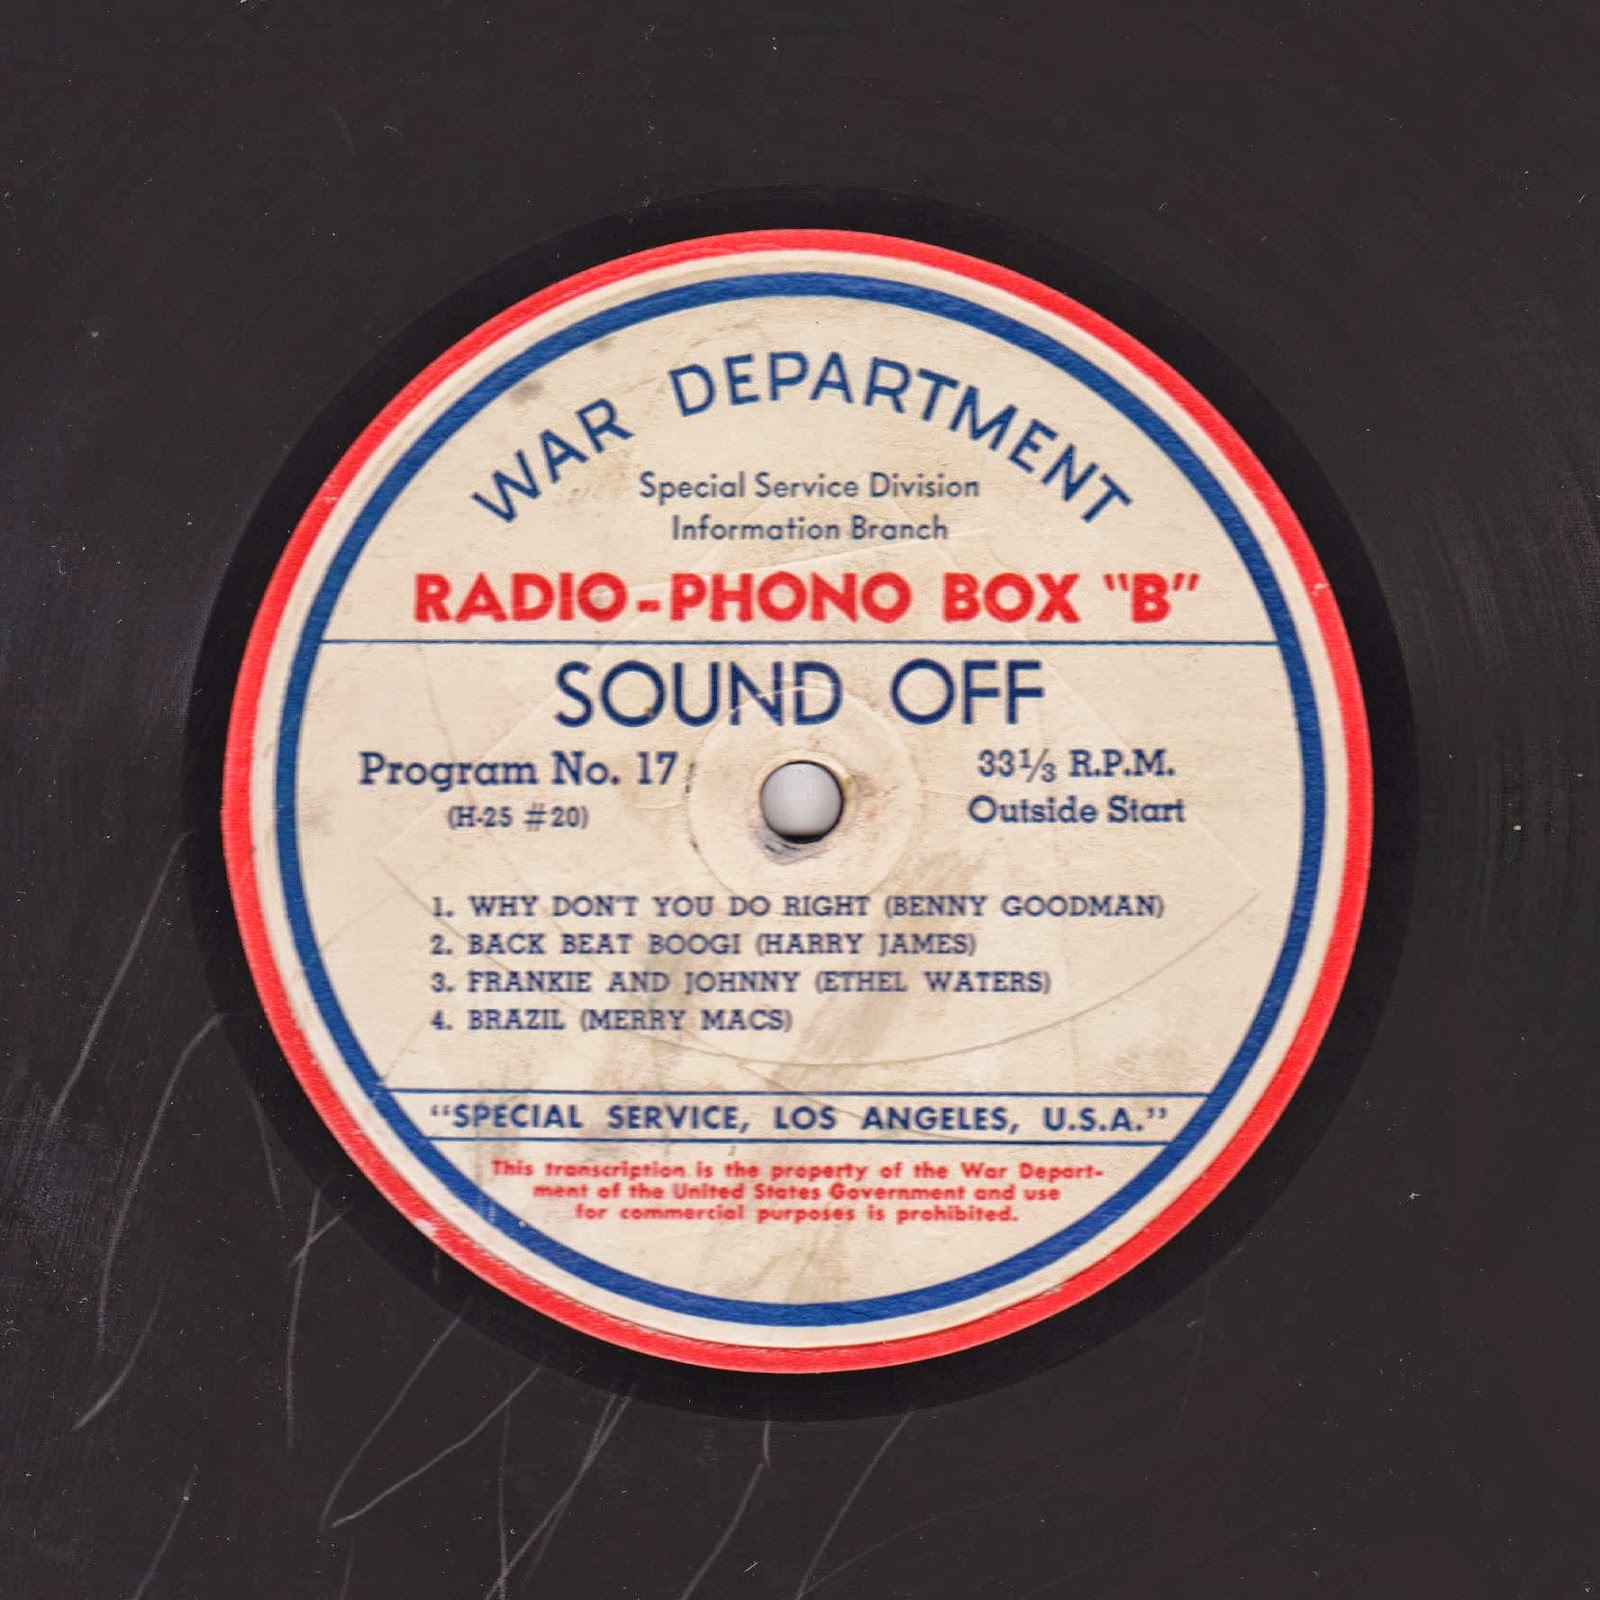 WAR DEPARTMENT
Special Service Division
Information Branch
RADIO-PHONO BOX "B"
SOUND OFF
Program No. 17
(H-25 #20)
33⅓ R.P.M.
Outside Start
1. WHY DON'T YOU DO RIGHT (BENNY GOODMAN)
2. BACK BEAT BOOGI (HARRY JAMES)
3. FRANKIE AND JOHNNY (ETHEL WATERS)
4. BRAZIL (MERRY MACS)
"SPECIAL SERVICE, LOS ANGELES, U.S.A."
This transcription is the property of the War Depart-
ment of the United States Government and use
for commercial purposes is prohibited.